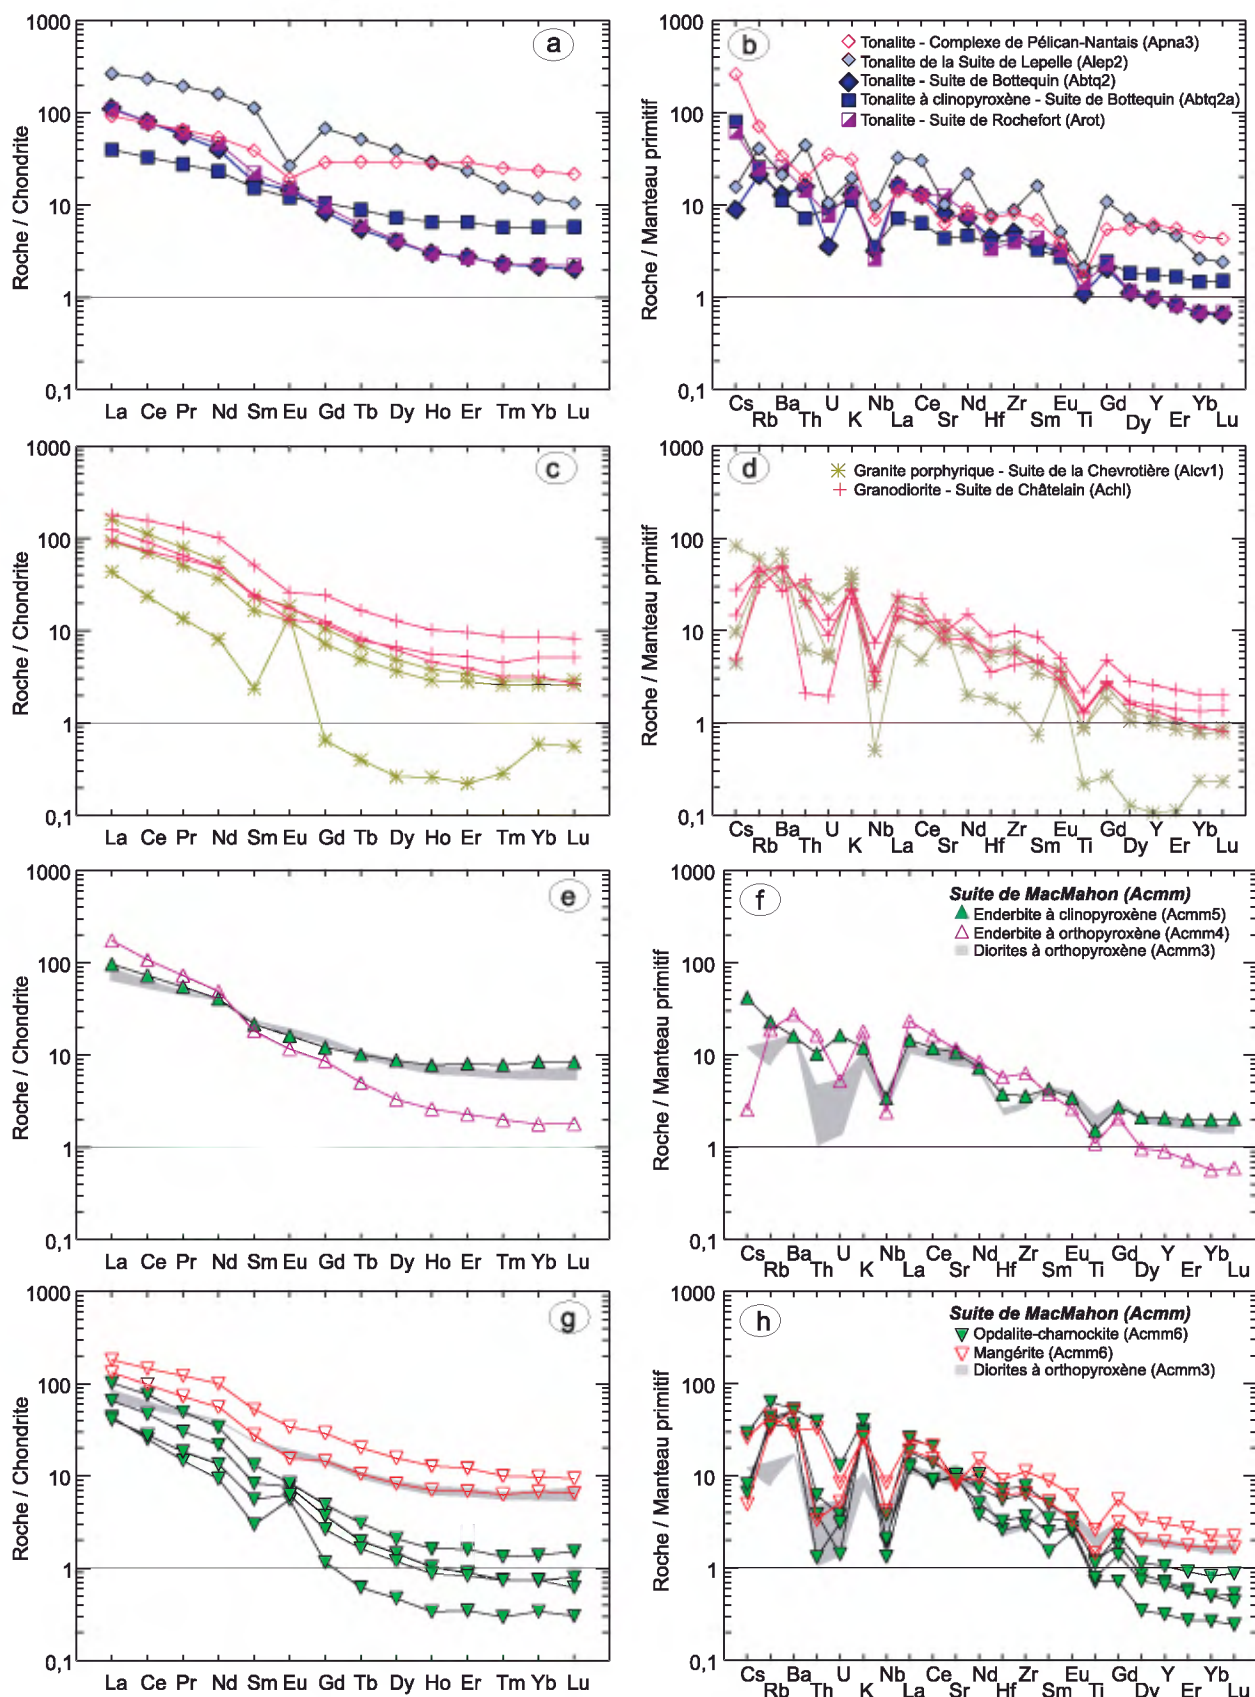 a
1000
100
10
1
0,1
Roche / Chondrite
La Ce Pr Nd Sm Eu Gd Tb Dy Ho Er Tm Yb Lu
b
1000
100
10
1
0,1
Roche / Manteau primitif
Tonalite - Complexe de Pélican-Nantais (Apna3)
Tonalite de la Suite de Lepelle (Alep2)
Tonalite - Suite de Bottequin (Abtq2)
Tonalite à clinopyroxène - Suite de Bottequin (Abtq2a)
Tonalite - Suite de Rochefort (Arot)
Cs Ba U Nb Ce Nd Zr Eu Gd Y Yb
Rb Th K La Sr Hf Sm Ti Dy Er Lu
c
1000
100
10
1
0,1
Roche / Chondrite
La Ce Pr Nd Sm Eu Gd Tb Dy Ho Er Tm Yb Lu
d
1000
100
10
1
0,1
Roche / Manteau primitif
Granite porphyrique - Suite de la Chevrotière (Alcv1)
Granodiorite - Suite de Châtelain (Achl)
Cs Ba U Nb Ce Nd Zr Eu Gd Y Yb
Rb Th K La Sr Hf Sm Ti Dy Er Lu
e
1000
100
10
1
0,1
Roche / Chondrite
La Ce Pr Nd Sm Eu Gd Tb Dy Ho Er Tm Yb Lu
f
1000
100
10
1
0,1
Roche / Manteau primitif
Suite de MacMahon (Acmm)
Enderbite à clinopyroxène (Acmm5)
Enderbite à orthopyroxène (Acmm4)
Diorites à orthopyroxène (Acmm3)
Cs Ba U Nb Ce Nd Zr Eu Gd Y Yb
Rb Th K La Sr Hf Sm Ti Dy Er Lu
g
1000
100
10
1
0,1
Roche / Chondrite
La Ce Pr Nd Sm Eu Gd Tb Dy Ho Er Tm Yb Lu
h
1000
100
10
1
0,1
Roche / Manteau primitif
Suite de MacMahon (Acmm)
Opdalite-charnockite (Acmm6)
Mangérite (Acmm6)
Diorites à orthopyroxène (Acmm3)
Cs Ba U Nb Ce Nd Zr Eu Gd Y Yb
Rb Th K La Sr Hf Sm Ti Dy Er Lu